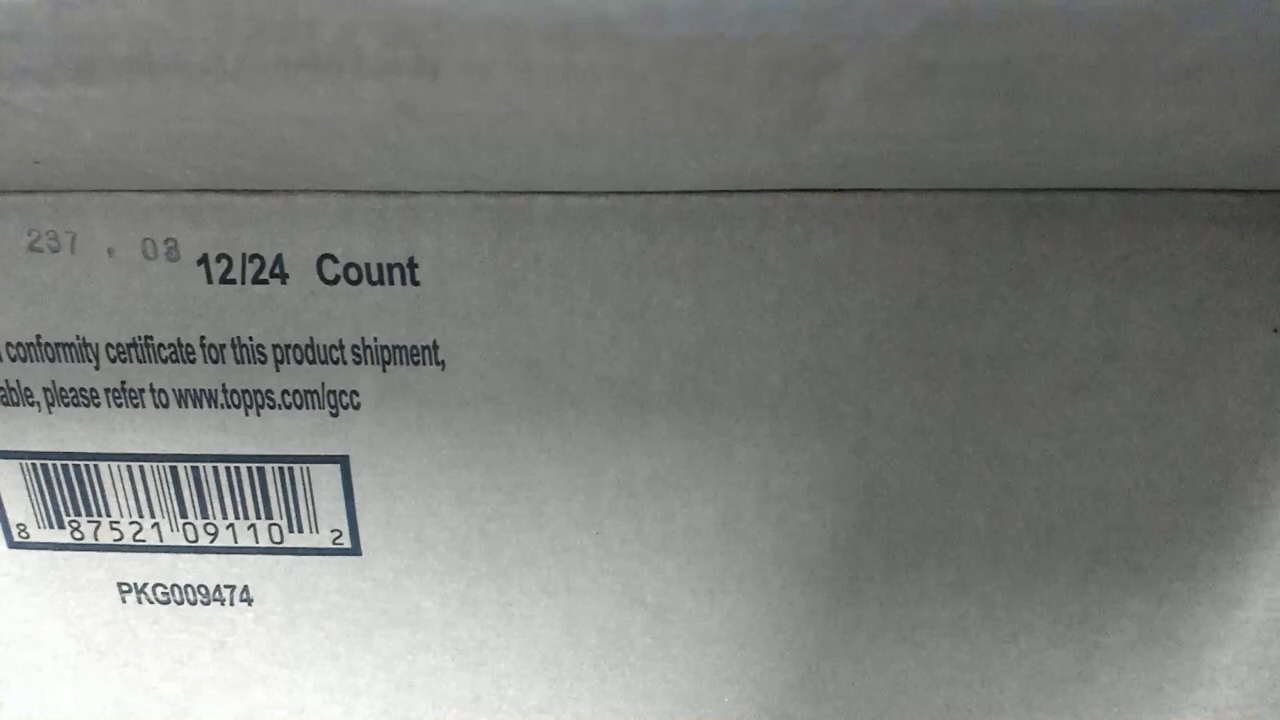 237 . 03
12/24 Count
conformity certificate for this product shipment,
able, please refer to www.topps.com/gcc
8 87521 09110 2
PKG009474